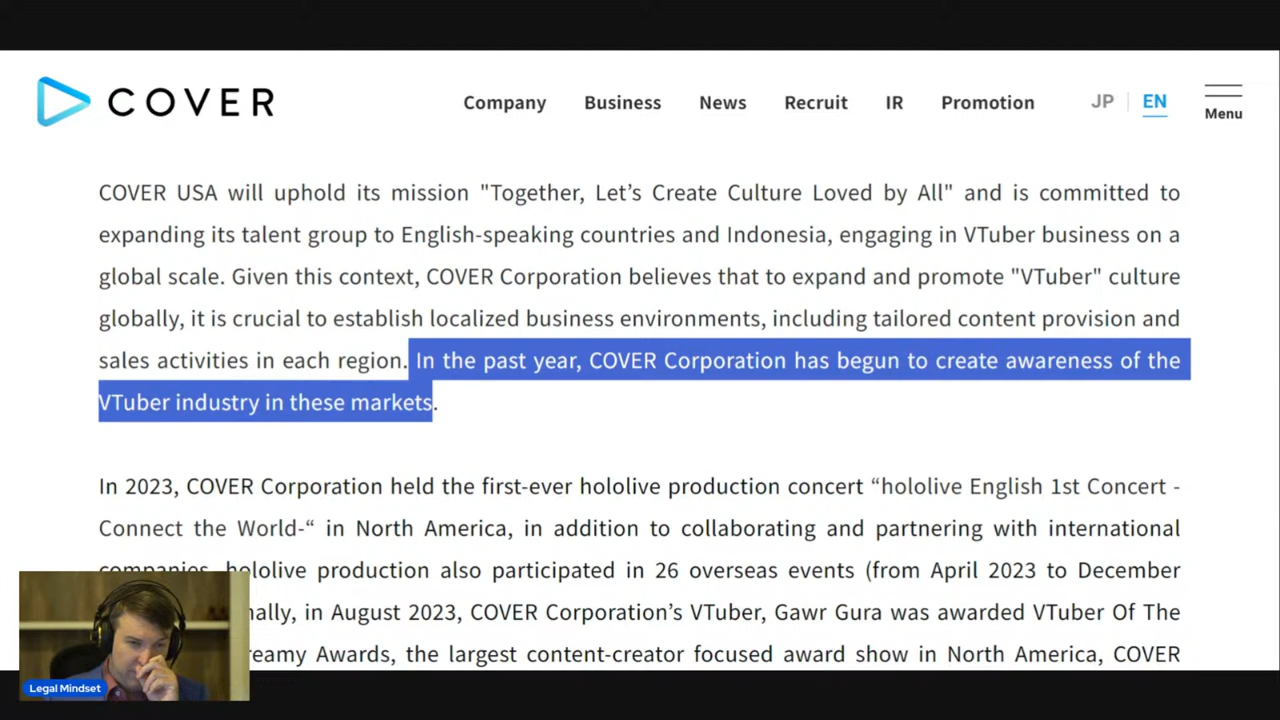 COVER
Company Business News Recruit IR Promotion JP EN
Menu
COVER USA will uphold its mission "Together, Let’s Create Culture Loved by All" and is committed to
expanding its talent group to English-speaking countries and Indonesia, engaging in VTuber business on a
global scale. Given this context, COVER Corporation believes that to expand and promote "VTuber" culture
globally, it is crucial to establish localized business environments, including tailored content provision and
sales activities in each region. In the past year, COVER Corporation has begun to create awareness of the
VTuber industry in these markets.
In 2023, COVER Corporation held the first-ever hololive production concert “hololive English 1st Concert -
Connect the World-“ in North America, in addition to collaborating and partnering with international
companies, hololive production also participated in 26 overseas events (from April 2023 to December
in August 2023, COVER Corporation’s VTuber, Gawr Gura was awarded VTuber Of The
Awards, the largest content-creator focused award show in North America, COVER
Legal Mindset